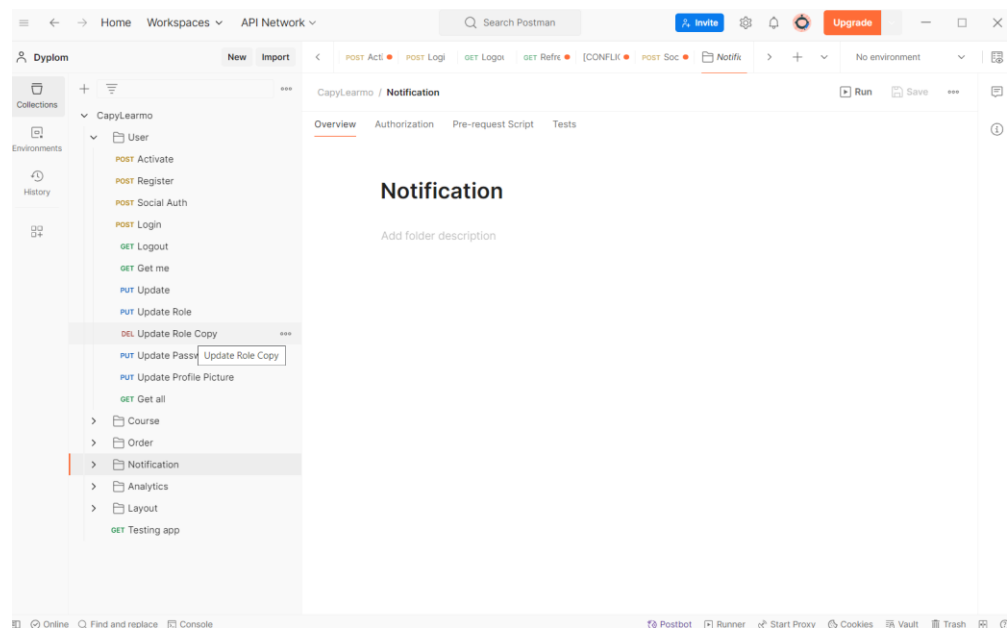 Home Workspaces API Network Search Postman Invite Upgrade
Dyplom New Import POST Acti POST Logi GET Logou GET Refre [CONFLIC POST Soc Notific No environment
Collections
Environments
History
CapyLearmo
User
POST Activate
POST Register
POST Social Auth
POST Login
GET Logout
GET Get me
PUT Update
PUT Update Role
DEL Update Role Copy
PUT Update Passw Update Role Copy
PUT Update Profile Picture
GET Get all
Course
Order
Notification
Analytics
Layout
GET Testing app
CapyLearmo / Notification Run Save
Overview Authorization Pre-request Script Tests
Notification
Add folder description
Online Find and replace Console Postbot Runner Start Proxy Cookies Vault Trash